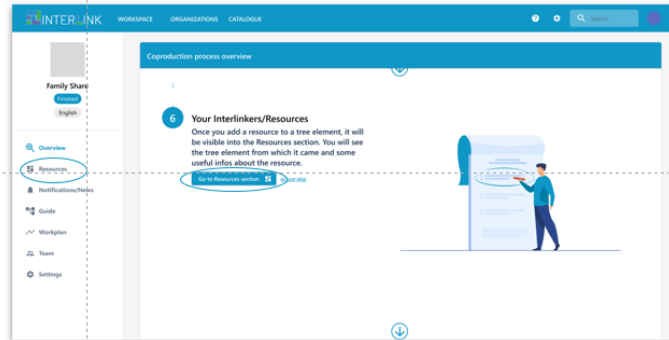 INTERLINK
WORKSPACE ORGANIZATIONS CATALOGUE
Search
Family Share
Finished
English
Overview
Resources
Notifications/News
Guide
Workplan
Team
Settings
Coproduction process overview
6 Your Interlinkers/Resources
Once you add a resource to a tree element, it will
be visible into the Resources section. You will see
the tree element from which it came and some
useful infos about the resource.
Go to Resources section